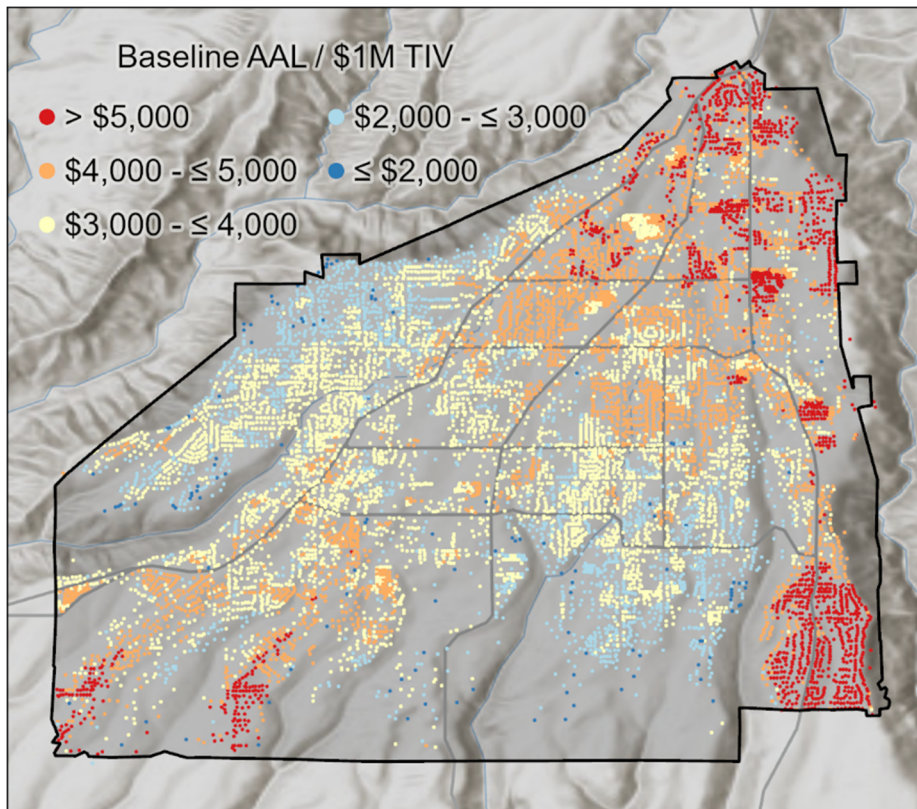 Baseline AAL / $1M TIV
> $5,000
$2,000 - ≤ 3,000
$4,000 - ≤ 5,000
≤ $2,000
$3,000 - ≤ 4,000